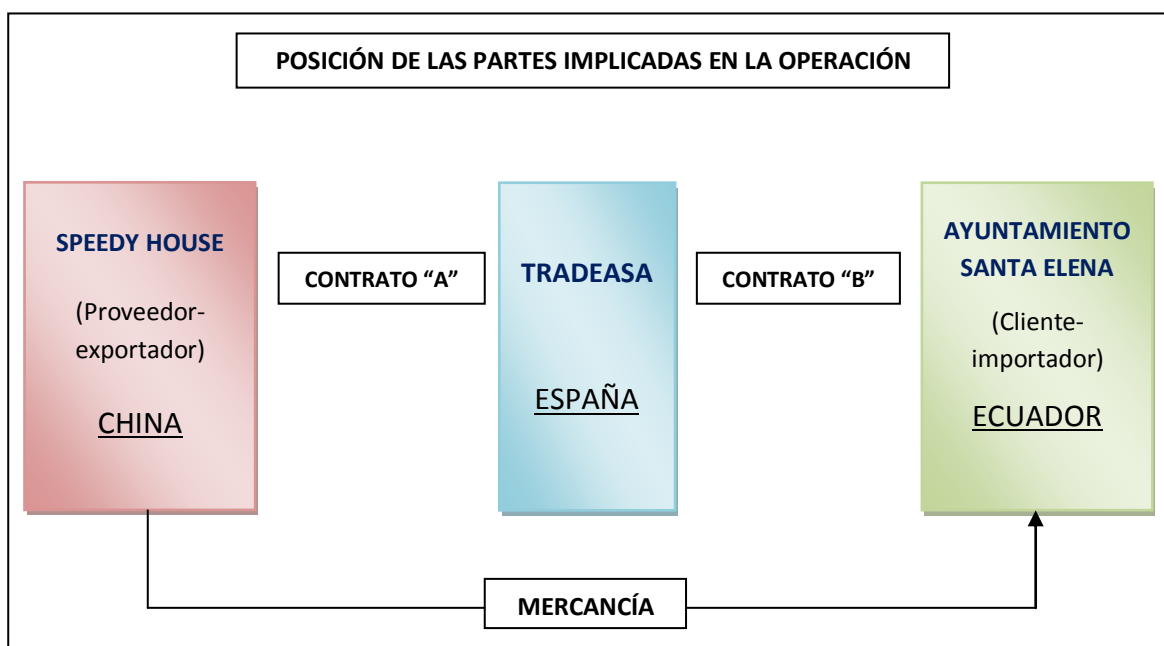 POSICIÓN DE LAS PARTES IMPLICADAS EN LA OPERACIÓN
SPEEDY HOUSE
(Proveedor-
exportador)
CHINA
CONTRATO “A”
TRADEASA
ESPAÑA
CONTRATO “B”
AYUNTAMIENTO
SANTA ELENA
(Cliente-
importador)
ECUADOR
MERCANCÍA